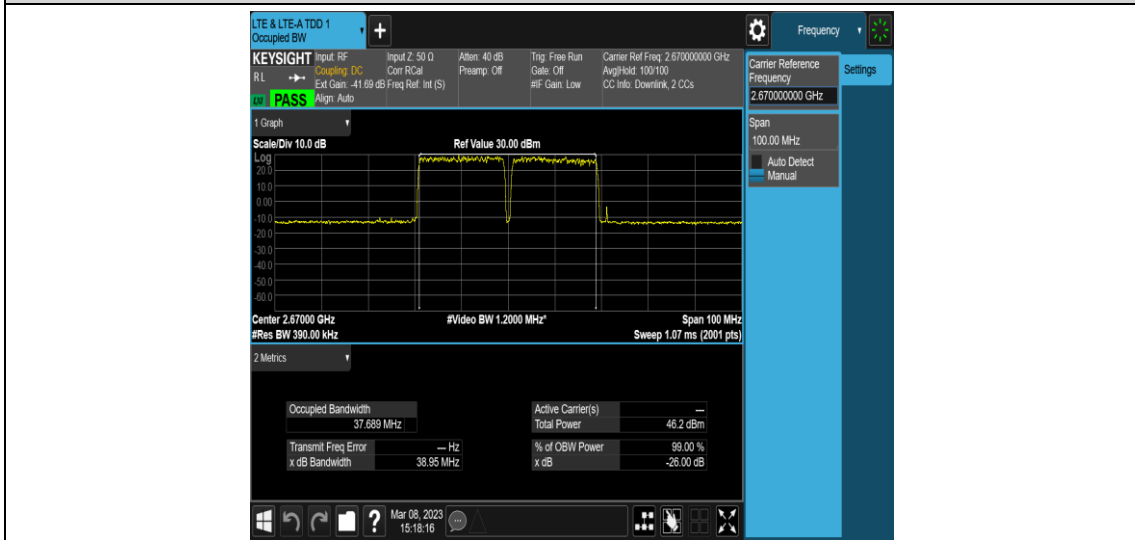 LTE & LTE-A TDD 1
Occupied BW
+
Frequency
KEYSIGHT
RL
LXI
PASS
Input: RF
Coupling: DC
Ext Gain: -41.69 dB
Align: Auto
Input Z: 50 Ω
Corr RCal
Freq Ref: Int (S)
Atten: 40 dB
Preamp: Off
Trig: Free Run
Gate: Off
#IF Gain: Low
Carrier Ref Freq: 2.670000000 GHz
Avg|Hold: 100/100
CC Info: Downlink, 2 CCs
Carrier Reference
Frequency
2.670000000 GHz
Settings
Span
100.00 MHz
Auto Detect
Manual
1 Graph
Scale/Div 10.0 dB
Ref Value 30.00 dBm
Log
20.0
10.0
0.00
-10.0
-20.0
-30.0
-40.0
-50.0
-60.0
Center 2.67000 GHz
#Video BW 1.2000 MHz*
Span 100 MHz
#Res BW 390.00 kHz
Sweep 1.07 ms (2001 pts)
2 Metrics
Occupied Bandwidth
37.689 MHz
Active Carrier(s) ---
Total Power 46.2 dBm
Transmit Freq Error --- Hz
x dB Bandwidth 38.95 MHz
% of OBW Power 99.00 %
x dB -26.00 dB
?
Mar 08, 2023
15:18:16